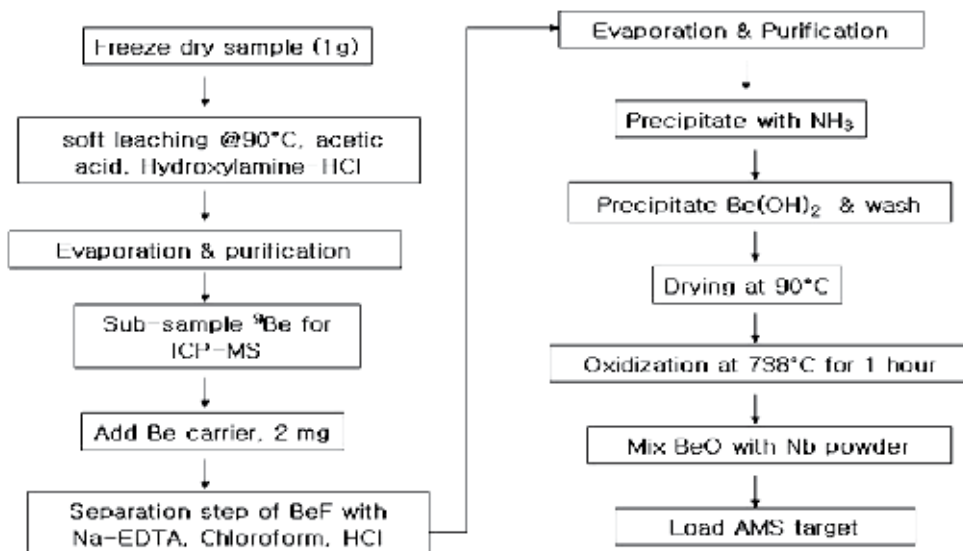 Freeze dry sample (1g)
soft leaching @90°C, acetic
acid, Hydroxylamine-HCl
Evaporation & purification
Sub-sample ⁹Be for
ICP-MS
Add Be carrier, 2 mg
Separation step of BeF with
Na-EDTA, Chloroform, HCl
Evaporation & Purification
Precipitate with NH₃
Precipitate Be(OH)₂ & wash
Drying at 90°C
Oxidization at 738°C for 1 hour
Mix BeO with Nb powder
Load AMS target